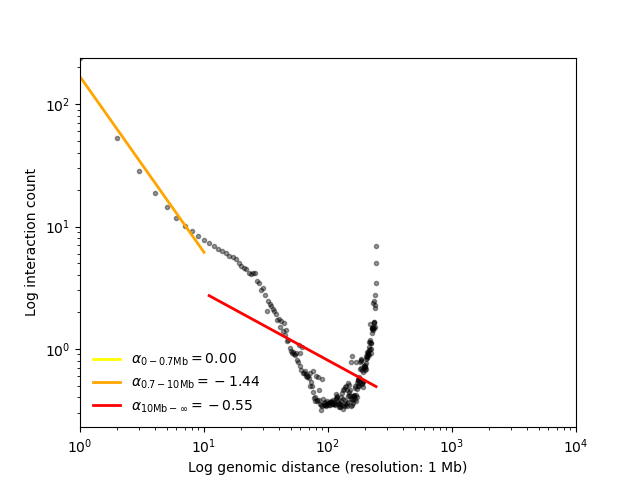 10²
10¹
10⁰
Log interaction count
α₀₋₀.₇Mb = 0.00
α₀.₇₋₁₀Mb = −1.44
α₁₀Mb₋∞ = −0.55
10⁰ 10¹ 10² 10³ 10⁴
Log genomic distance (resolution: 1 Mb)